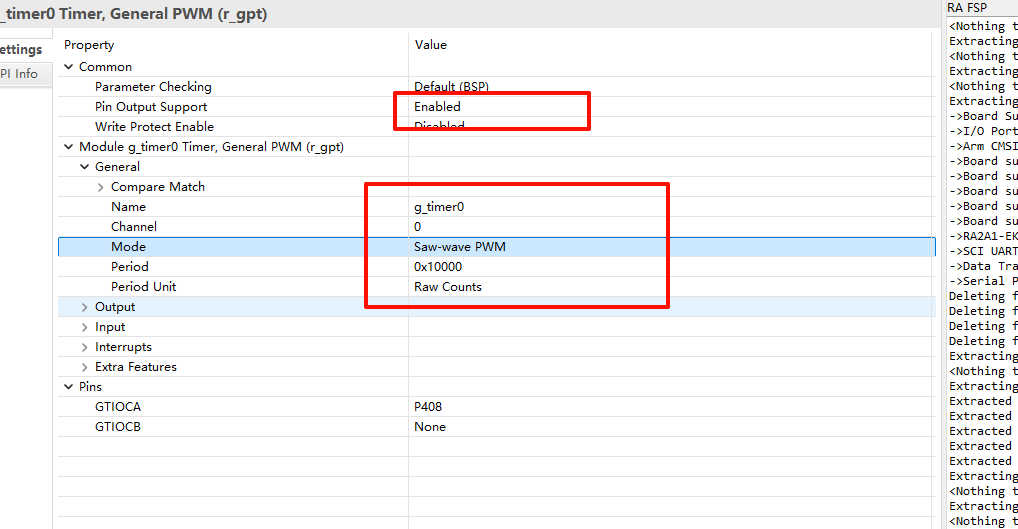 _timer0 Timer, General PWM (r_gpt)
ettings
PI Info
Property Value
Common
Parameter Checking Default (BSP)
Pin Output Support Enabled
Write Protect Enable Disabled
Module g_timer0 Timer, General PWM (r_gpt)
General
Compare Match
Name g_timer0
Channel 0
Mode Saw-wave PWM
Period 0x10000
Period Unit Raw Counts
Output
Input
Interrupts
Extra Features
Pins
GTIOCA P408
GTIOCB None
RA FSP
<Nothing t
Extracting
<Nothing t
Extracting
<Nothing t
Extracting
->Board Su
->I/O Port
->Arm CMSI
->Board su
->Board su
->Board su
->Board su
->Board su
->RA2A1-EK
->SCI UART
->Data Tra
->Serial P
Deleting f
Deleting f
Deleting f
Deleting f
Extracting
<Nothing t
Extracting
Extracted
Extracted
Extracted
Extracted
Extracted
Extracting
<Nothing t
Extracting
<Nothing t